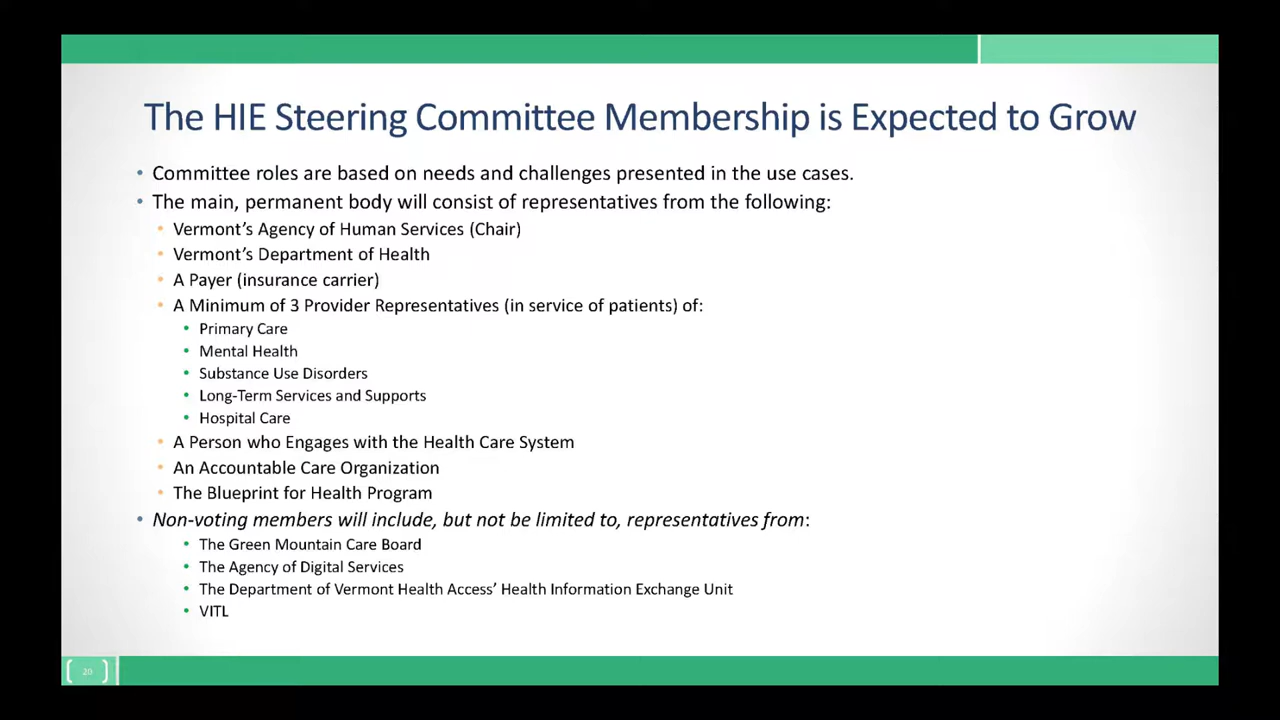 The HIE Steering Committee Membership is Expected to Grow
• Committee roles are based on needs and challenges presented in the use cases.
• The main, permanent body will consist of representatives from the following:
• Vermont's Agency of Human Services (Chair)
• Vermont's Department of Health
• A Payer (insurance carrier)
• A Minimum of 3 Provider Representatives (in service of patients) of:
• Primary Care
• Mental Health
• Substance Use Disorders
• Long-Term Services and Supports
• Hospital Care
• A Person who Engages with the Health Care System
• An Accountable Care Organization
• The Blueprint for Health Program
• Non-voting members will include, but not be limited to, representatives from:
• The Green Mountain Care Board
• The Agency of Digital Services
• The Department of Vermont Health Access' Health Information Exchange Unit
• VITL
20